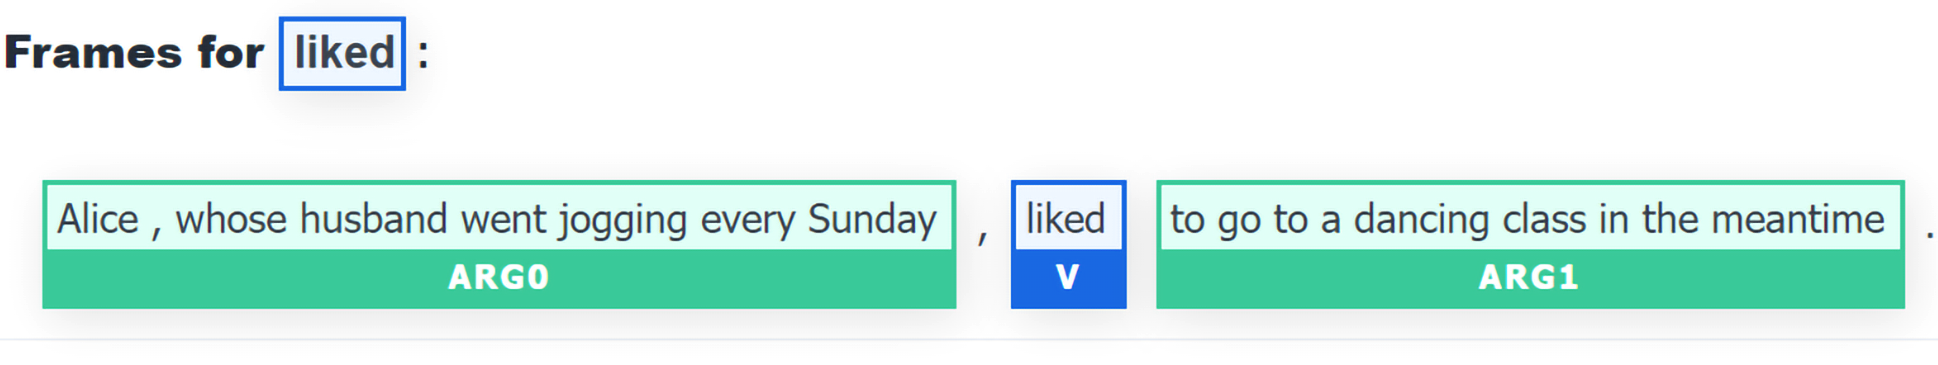 Frames for liked :
Alice , whose husband went jogging every Sunday , liked to go to a dancing class in the meantime .
ARG0 V ARG1